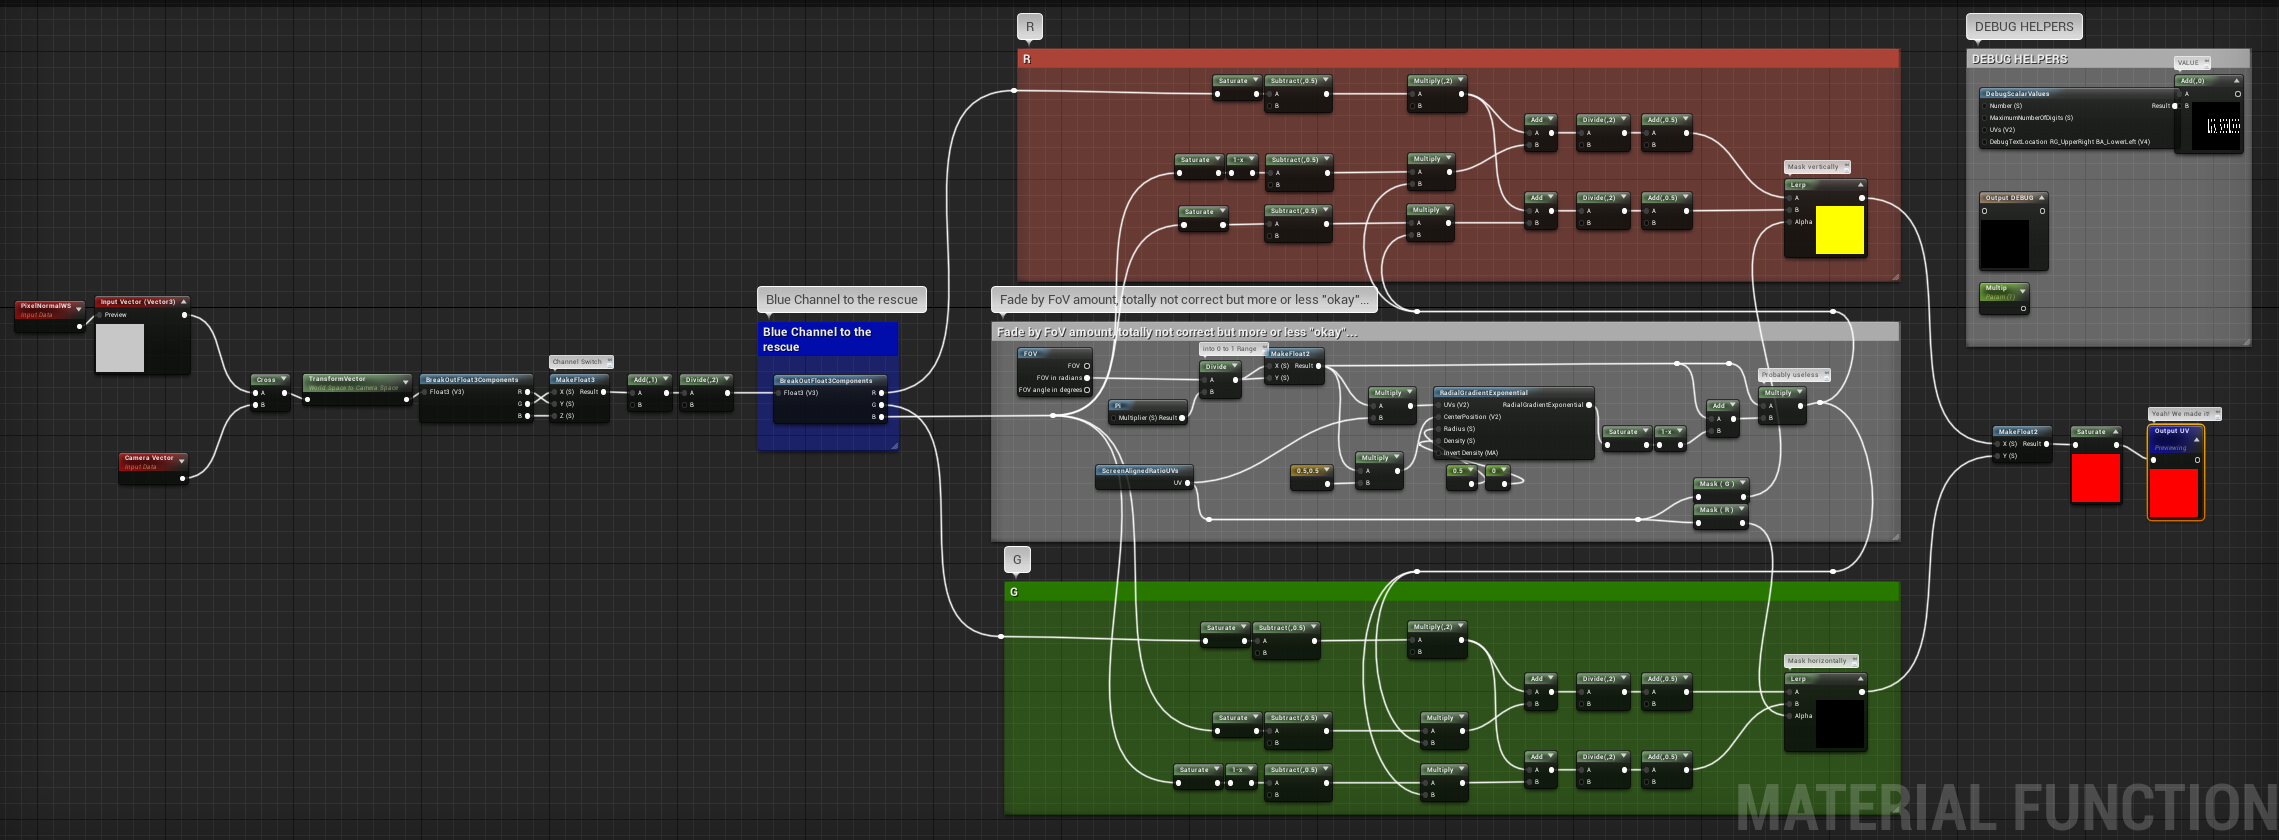 R
R
Saturate
Subtract(,0.5)
A
B
Multiply(,2)
A
B
Add
A
B
Divide(,2)
A
B
Add(,0.5)
A
B
Saturate
1-x
Subtract(,0.5)
A
B
Multiply
A
B
Mask vertically
Lerp
A
B
Alpha
Saturate
Subtract(,0.5)
A
B
Multiply
A
B
Add
A
B
Divide(,2)
A
B
Add(,0.5)
A
B
DEBUG HELPERS
DEBUG HELPERS
VALUE
Add(,0)
A
B
DebugScalarValues
Number (S)
Result
MaximumNumberOfDigits (S)
UVs (V2)
DebugTextLocation RG_UpperRight BA_LowerLeft (V4)
Output DEBUG
Multip
Param (1)
PixelNormalWS
Input Data
Input Vector (Vector3)
Preview
Camera Vector
Input Data
Cross
A
B
TransformVector
World Space to Camera Space
BreakOutFloat3Components
Float3 (V3)
R
G
B
Channel Switch
MakeFloat3
X (S)
Result
Y (S)
Z (S)
Add(,1)
A
B
Divide(,2)
A
B
Blue Channel to the rescue
Blue Channel to the
rescue
BreakOutFloat3Components
Float3 (V3)
R
G
B
Fade by FoV amount, totally not correct but more or less "okay"...
Fade by FoV amount, totally not correct but more or less "okay"...
FOV
FOV
FOV in radians
FOV angle in degrees
Pi
Multiplier (S) Result
Into 0 to 1 Range
Divide
A
B
MakeFloat2
X (S)
Result
Y (S)
Multiply
A
B
RadialGradientExponential
UVs (V2)
RadialGradientExponential
CenterPosition (V2)
Radius (S)
Density (S)
Invert Density (MA)
ScreenAlignedRatioUVs
UV
0.5,0.5
Multiply
A
B
0.5
0
Saturate
1-x
Add
A
B
Probably useless
Multiply
A
B
Mask ( G )
Mask ( R )
MakeFloat2
X (S)
Result
Y (S)
Saturate
Yeah! We made it!
Output UV
Previewing
G
G
Saturate
Subtract(,0.5)
A
B
Multiply(,2)
A
B
Add
A
B
Divide(,2)
A
B
Add(,0.5)
A
B
Mask horizontally
Lerp
A
B
Alpha
Saturate
Subtract(,0.5)
A
B
Multiply
A
B
Saturate
1-x
Subtract(,0.5)
A
B
Multiply
A
B
Add
A
B
Divide(,2)
A
B
Add(,0.5)
A
B
MATERIAL FUNCTION